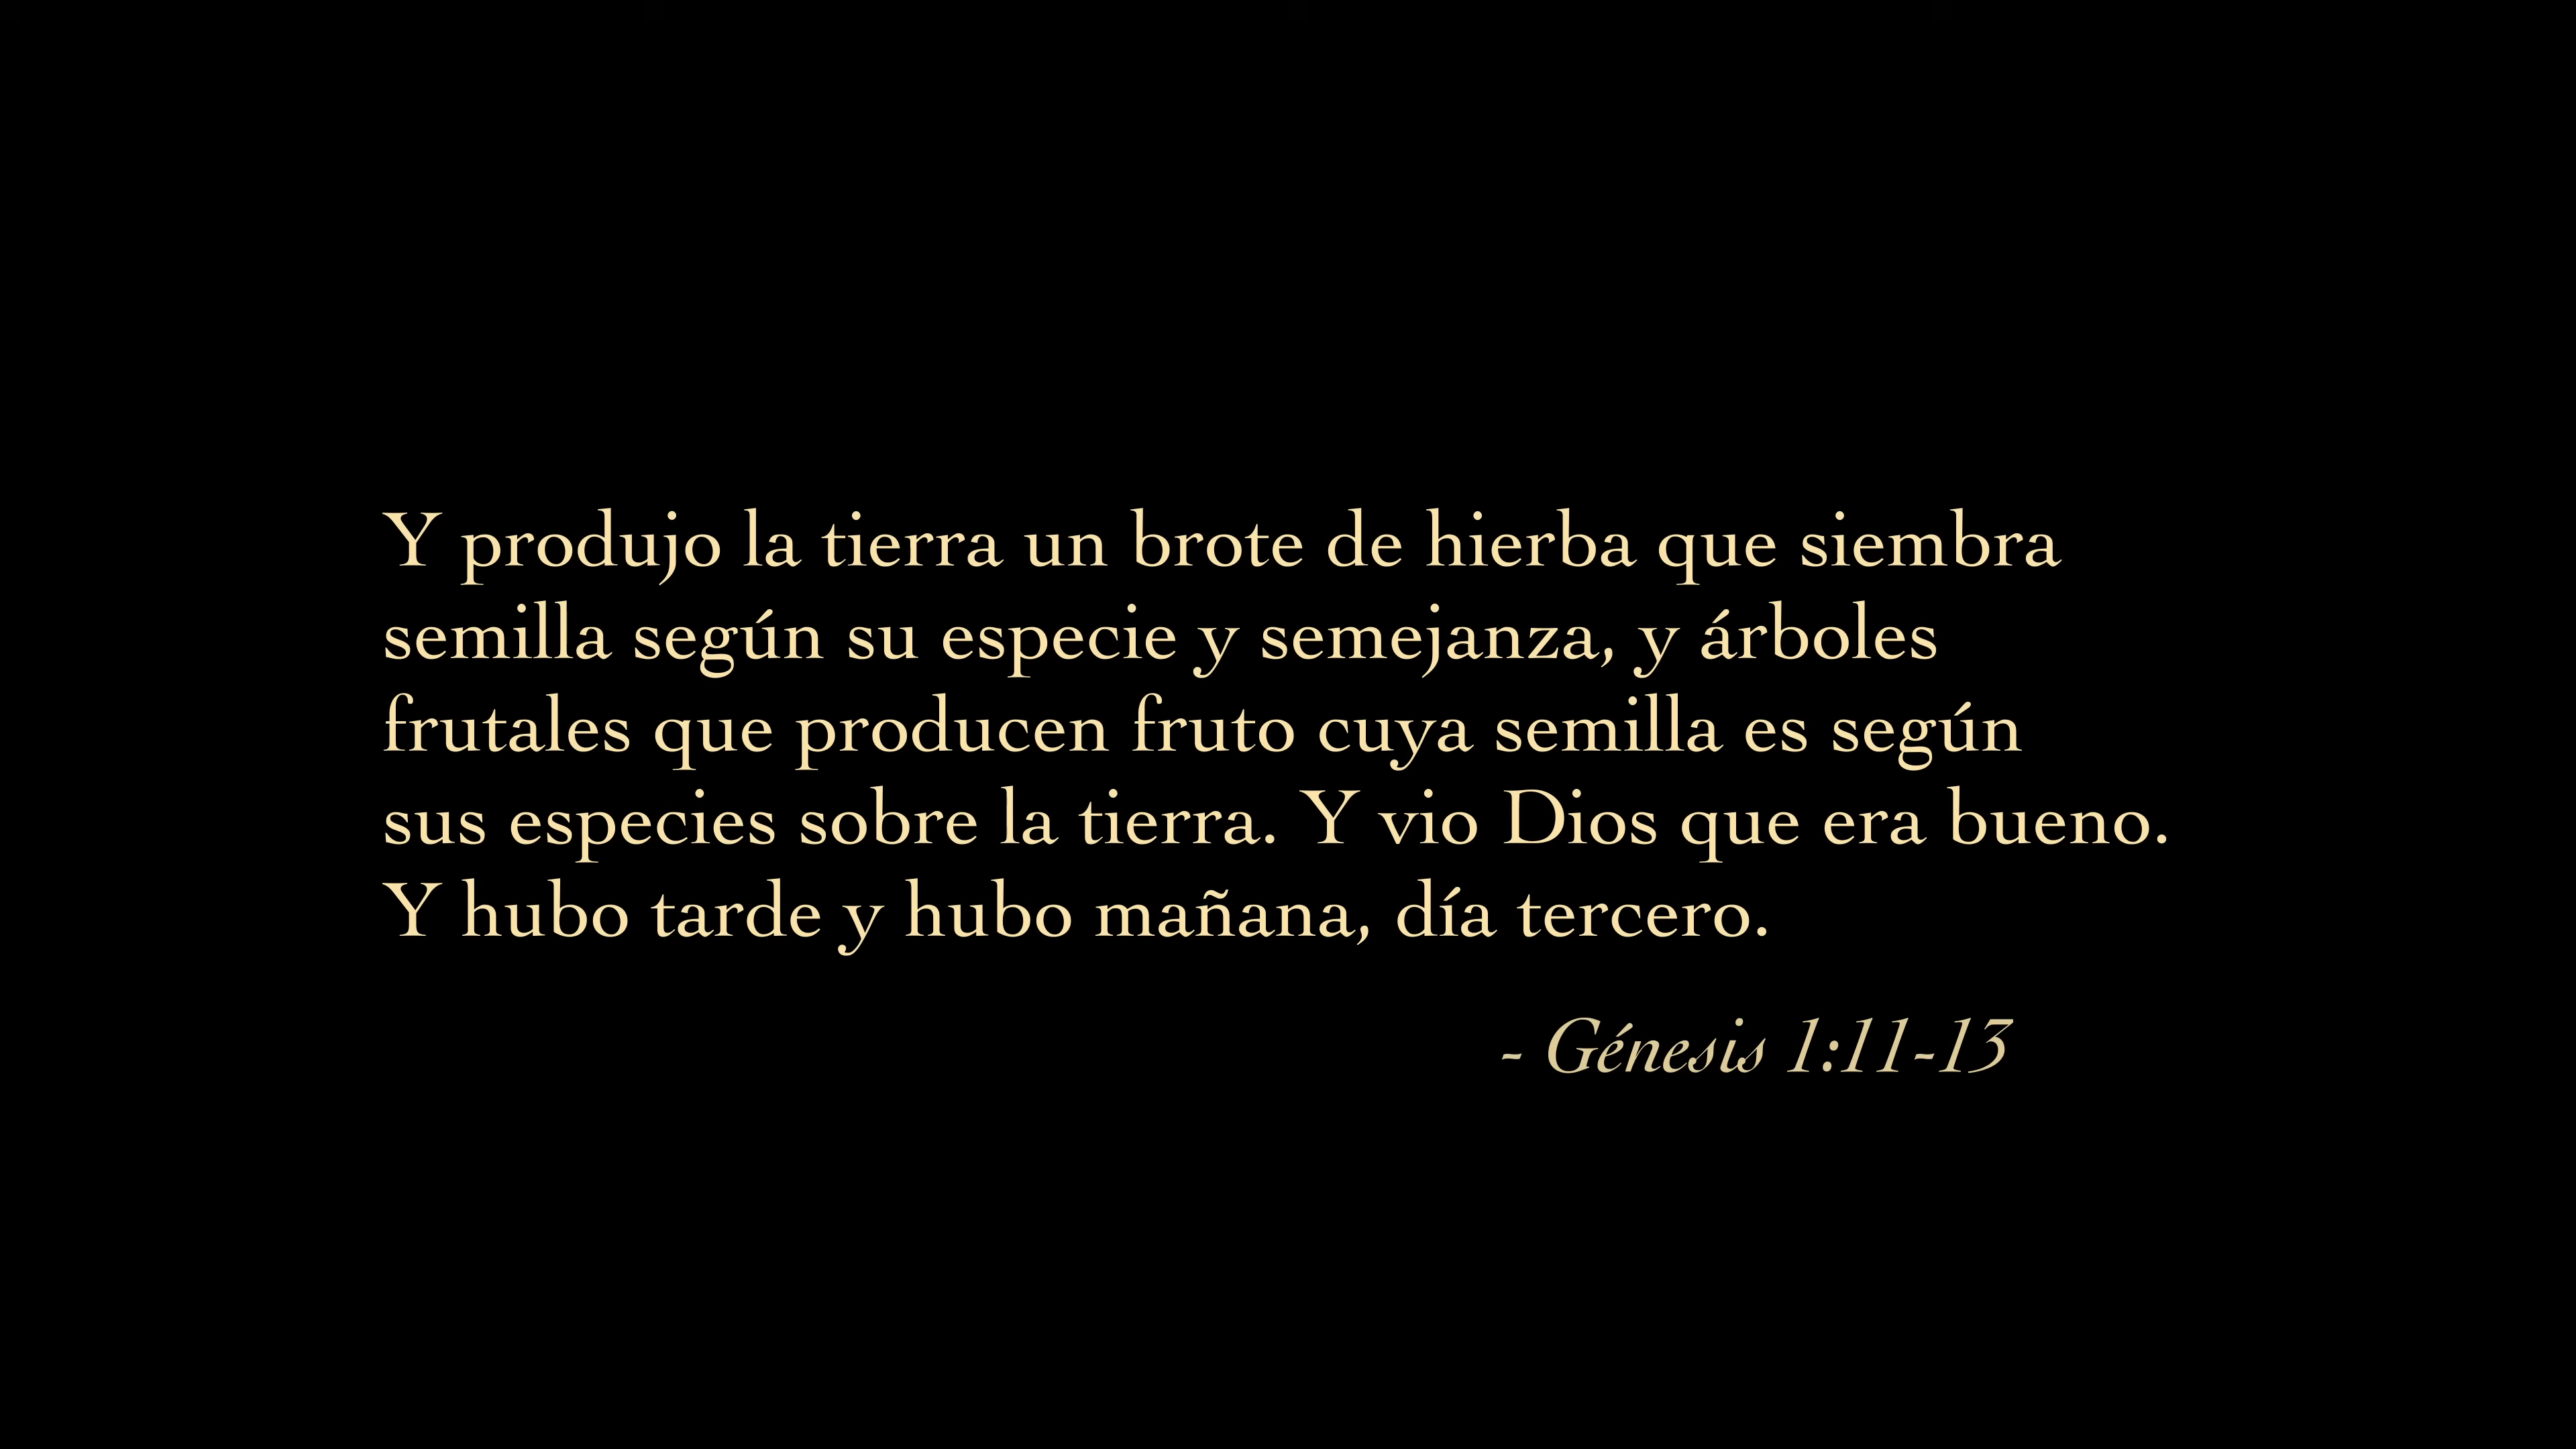 Y produjo la tierra un brote de hierba que siembra
semilla según su especie y semejanza, y árboles
frutales que producen fruto cuya semilla es según
sus especies sobre la tierra. Y vio Dios que era bueno.
Y hubo tarde y hubo mañana, día tercero.
- Génesis 1:11-13